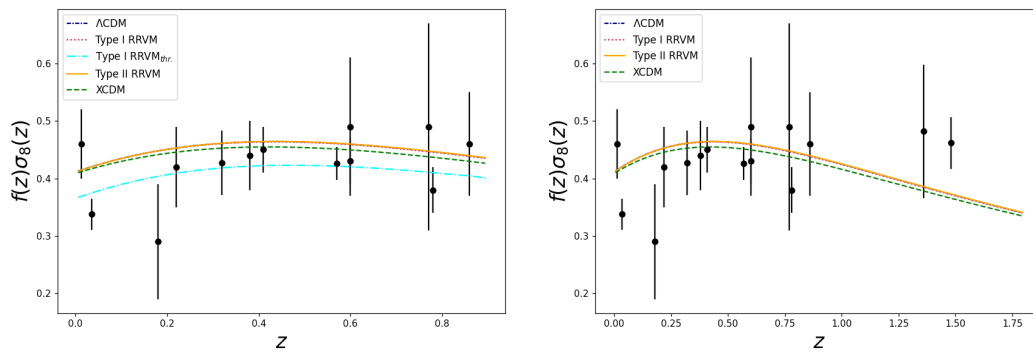 ΛCDM
Type I RRVM
Type I RRVM_thr.
Type II RRVM
XCDM
f(z)σ₈(z)
0.6
0.5
0.4
0.3
0.2
0.0 0.2 0.4 0.6 0.8
z
ΛCDM
Type I RRVM
Type II RRVM
XCDM
f(z)σ₈(z)
0.6
0.5
0.4
0.3
0.2
0.00 0.25 0.50 0.75 1.00 1.25 1.50 1.75
z